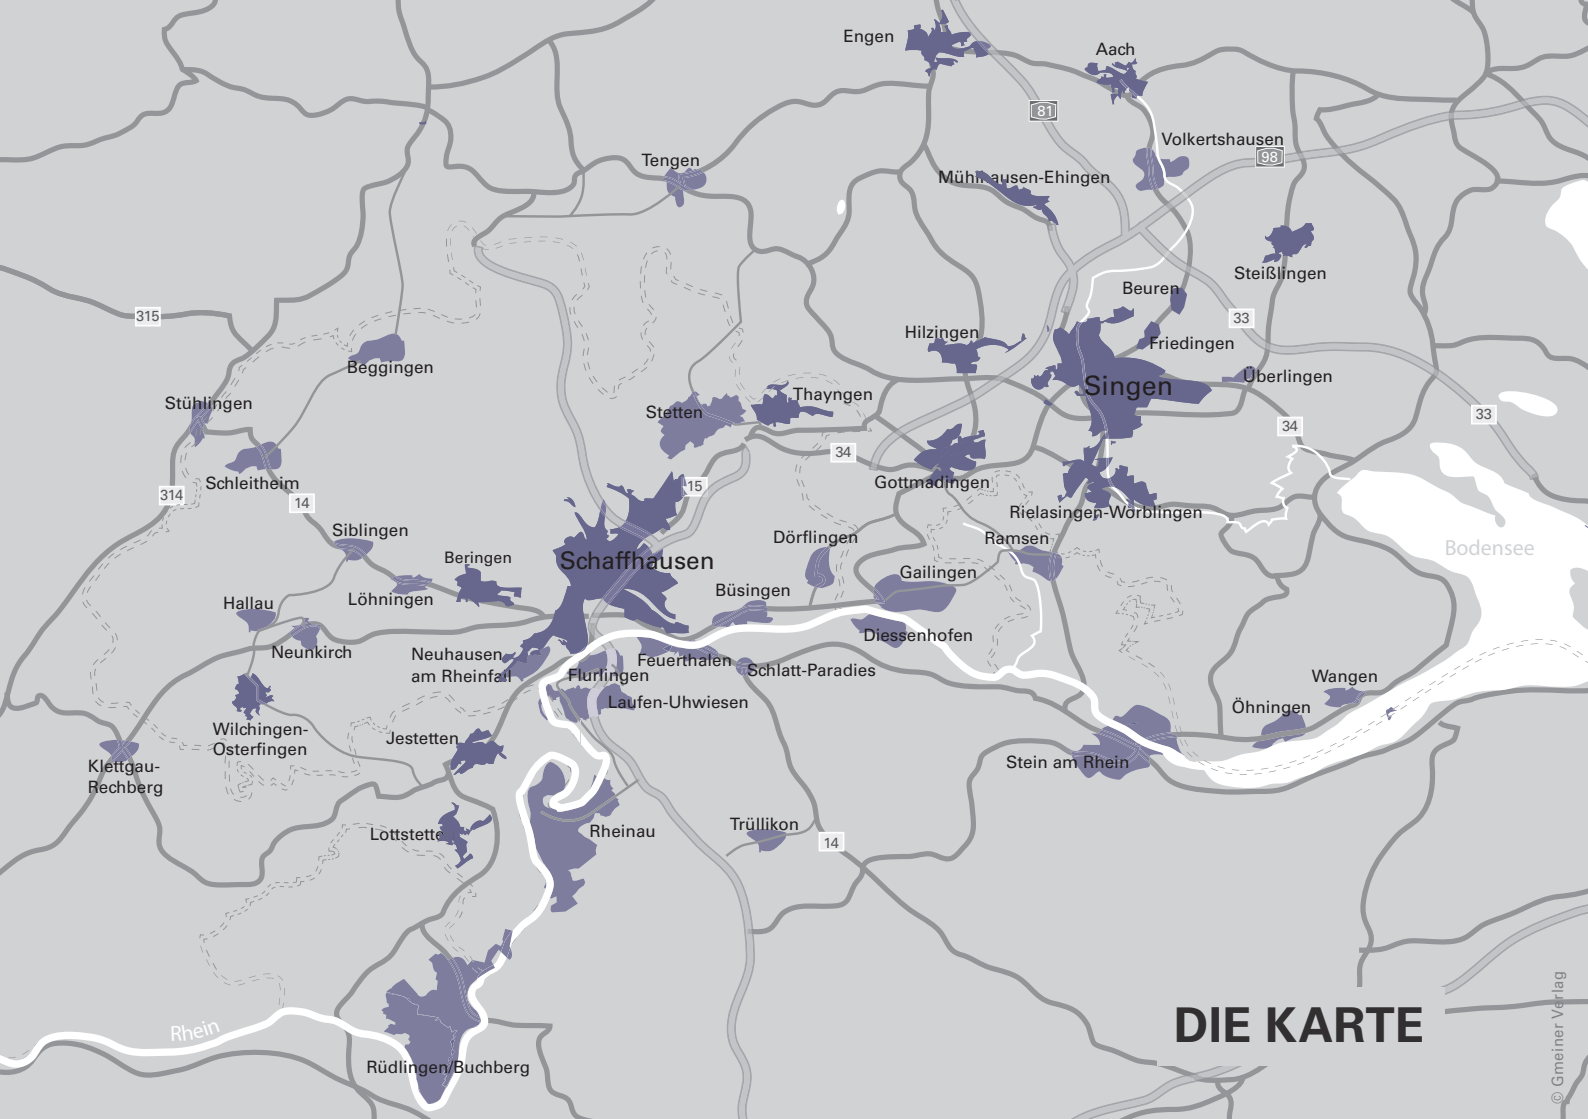 Engen
Aach
81
Volkertshausen
98
Tengen
Mühlhausen-Ehingen
Steißlingen
Beuren
315
33
Hilzingen
Friedingen
Beggingen
Überlingen
Singen
Thayngen
Stühlingen
Stetten
33
34
34
Schleitheim
Gottmadingen
15
314
14
Rielasingen-Worblingen
Siblingen
Dörflingen
Ramsen
Bodensee
Beringen
Schaffhausen
Gailingen
Büsingen
Löhningen
Hallau
Diessenhofen
Neunkirch
Neuhausen
am Rheinfall
Feuerthalen
Schlatt-Paradies
Flurlingen
Wangen
Laufen-Uhwiesen
Öhningen
Wilchingen-
Osterfingen
Jestetten
Stein am Rhein
Klettgau-
Rechberg
Lottstette
Rheinau
Trüllikon
14
Rhein
DIE KARTE
Rüdlingen/Buchberg
© Gmeiner Verlag